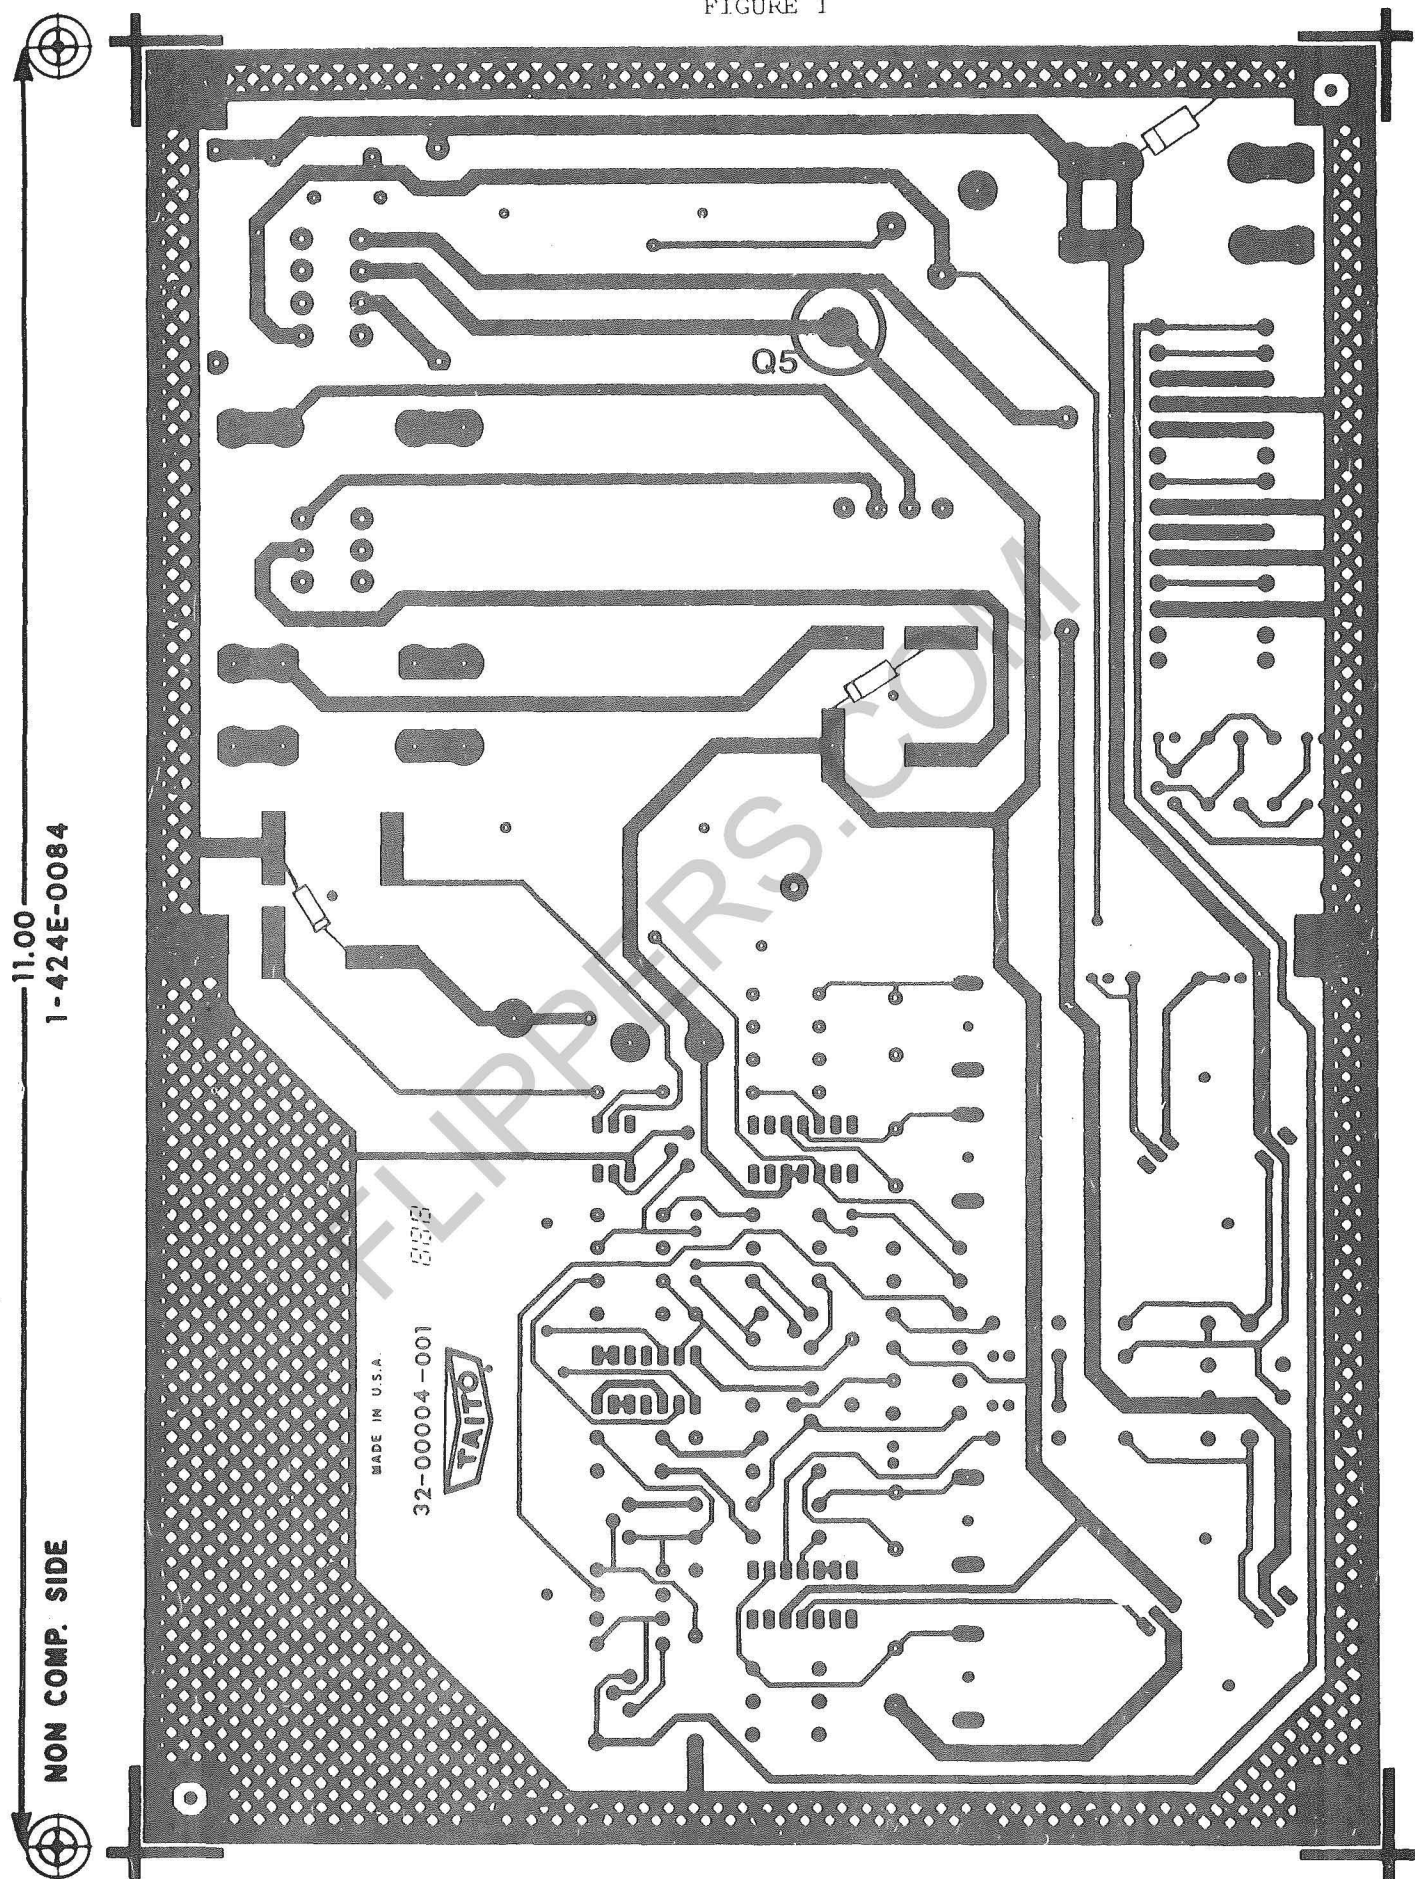 FIGURE 1
11.00
1-424E-0084
NON COMP. SIDE
Q5
MADE IN U.S.A.
32-00004-001
TAITO
FLIPPERS.COM